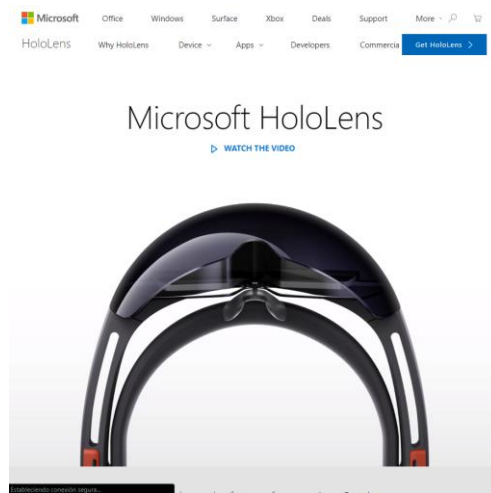 Microsoft Office Windows Surface Xbox Deals Support More
HoloLens Why HoloLens Device Apps Developers Commercia Get HoloLens
Microsoft HoloLens
WATCH THE VIDEO
Estableciendo conexión segura...